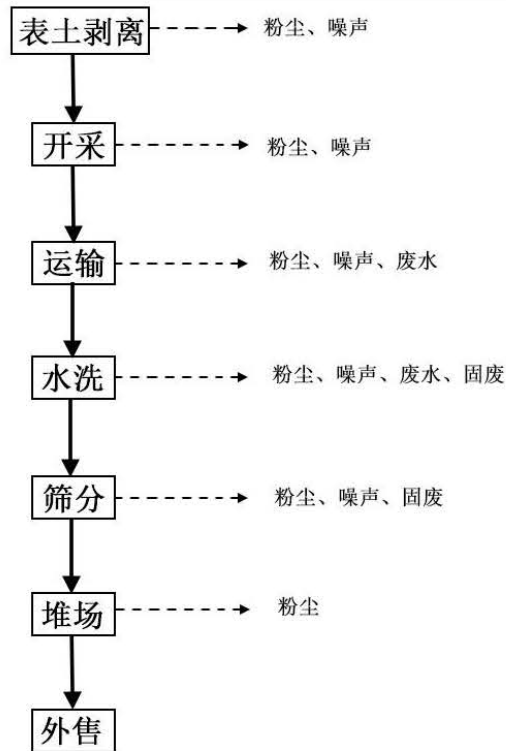 表土剥离 粉尘、噪声
开采 粉尘、噪声
运输 粉尘、噪声、废水
水洗 粉尘、噪声、废水、固废
筛分 粉尘、噪声、固废
堆场 粉尘
外售